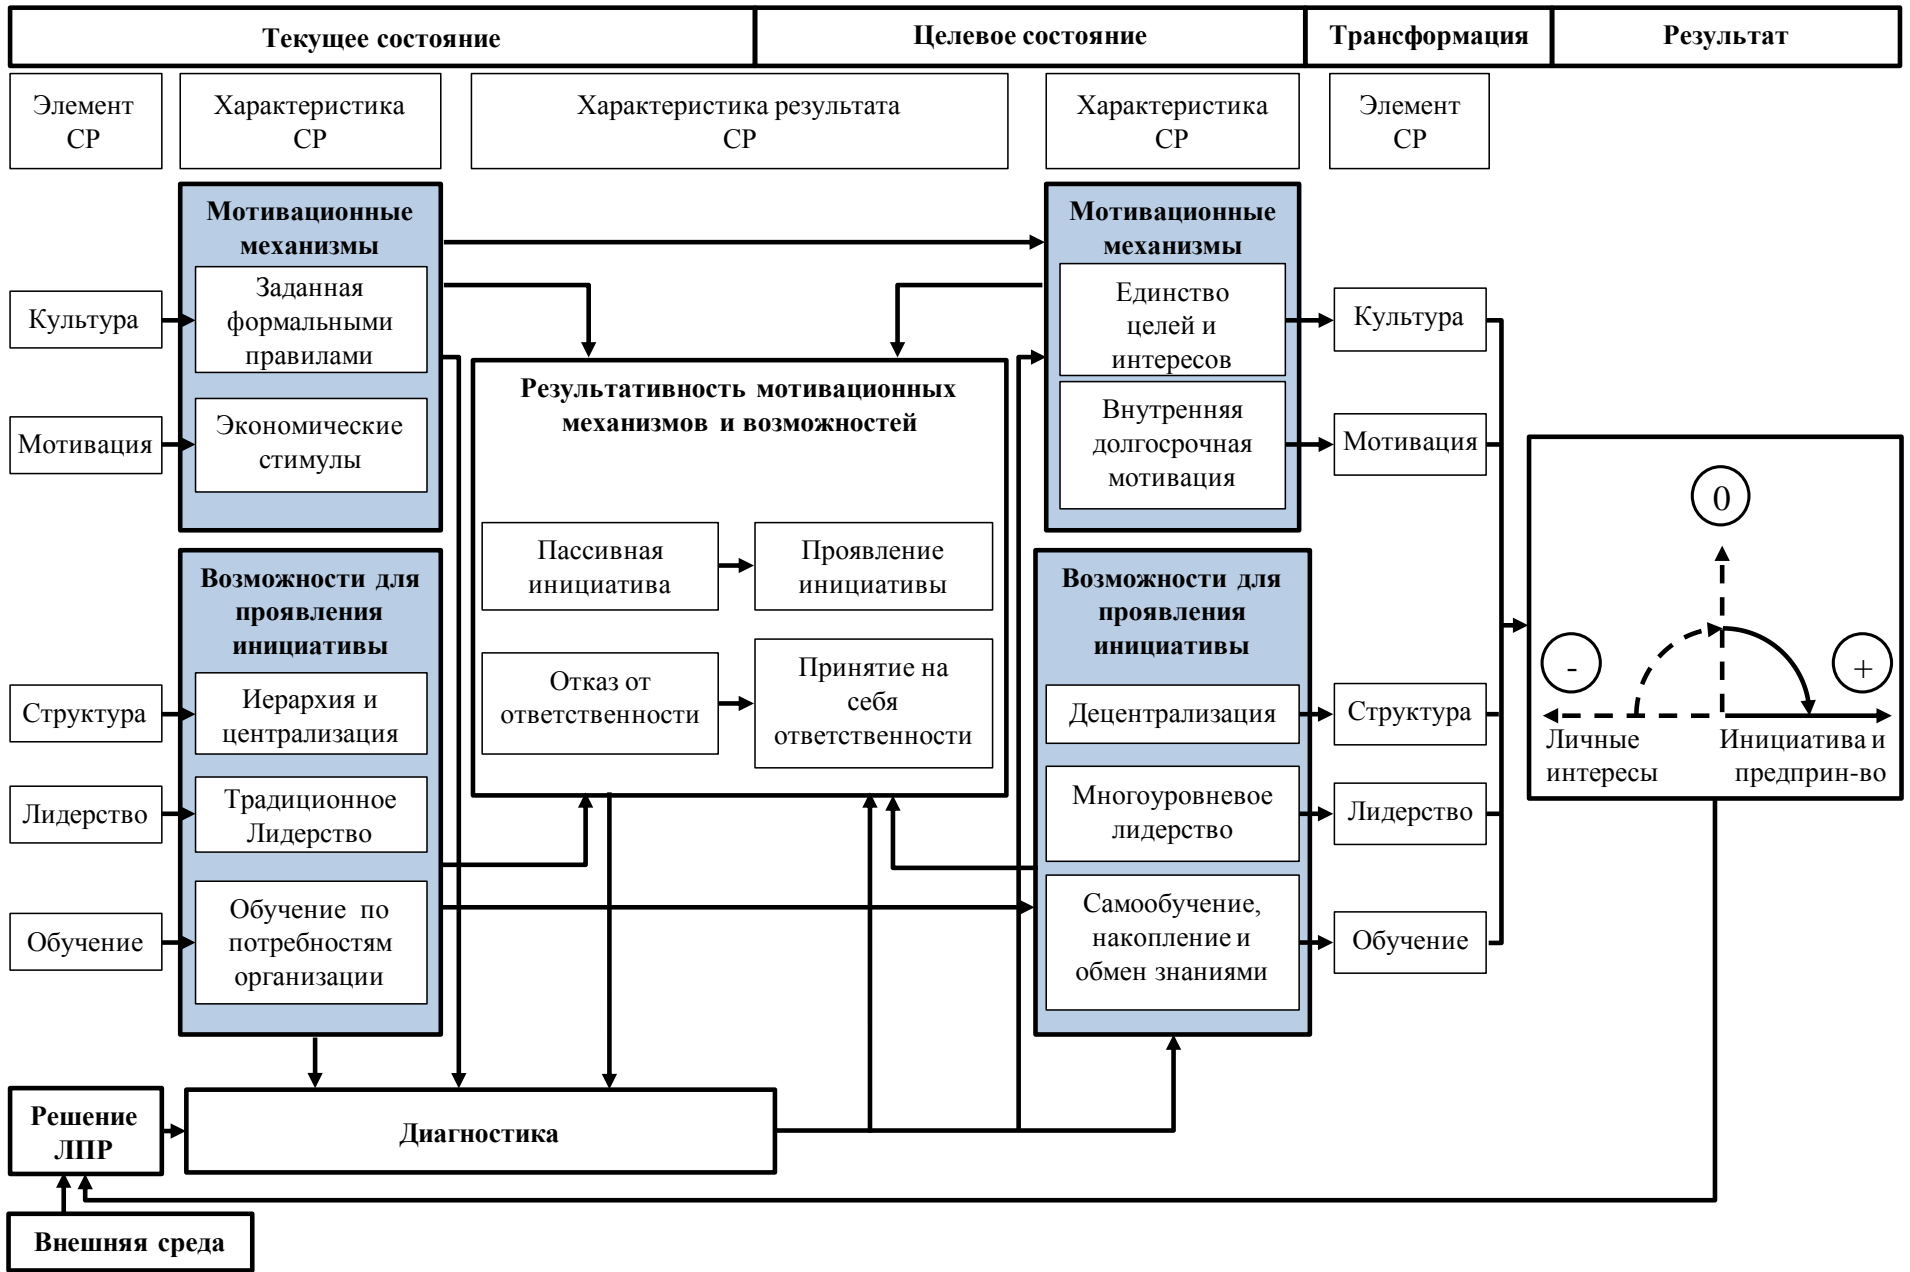 Текущее состояние
Целевое состояние
Трансформация
Результат
Элемент
СР
Характеристика
СР
Характеристика результата
СР
Характеристика
СР
Элемент
СР
Мотивационные
механизмы
Заданная
формальными
правилами
Экономические
стимулы
Культура
Мотивация
Возможности для
проявления
инициативы
Иерархия и
централизация
Традиционное
Лидерство
Обучение по
потребностям
организации
Структура
Лидерство
Обучение
Результативность мотивационных
механизмов и возможностей
Пассивная
инициатива
Проявление
инициативы
Отказ от
ответственности
Принятие на
себя
ответственности
Мотивационные
механизмы
Единство
целей и
интересов
Внутренняя
долгосрочная
мотивация
Возможности для
проявления
инициативы
Децентрализация
Многоуровневое
лидерство
Самообучение,
накопление и
обмен знаниями
Культура
Мотивация
Структура
Лидерство
Обучение
0
-
+
Личные
интересы
Инициатива и
предприн-во
Решение
ЛПР
Диагностика
Внешняя среда